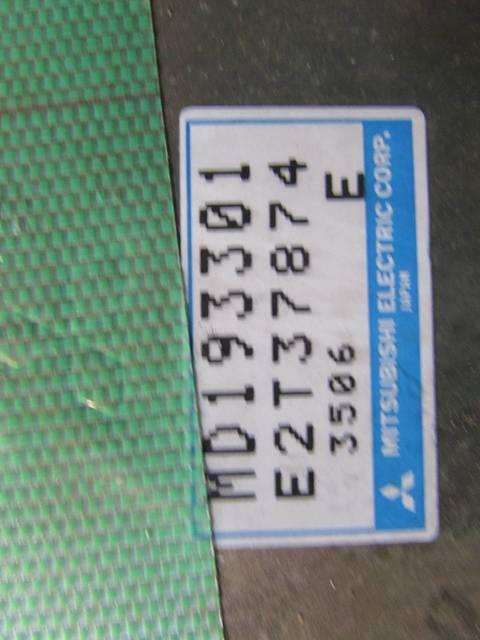 MD193301
E2T37874
3506 E
MITSUBISHI ELECTRIC CORP.
JAPAN